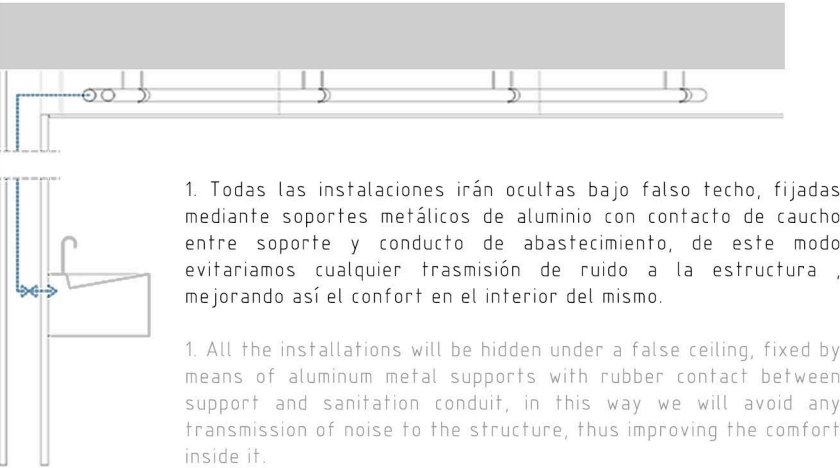 1. Todas las instalaciones irán ocultas bajo falso techo, fijadas
mediante soportes metálicos de aluminio con contacto de caucho
entre soporte y conducto de abastecimiento, de este modo
evitariamos cualquier trasmisión de ruido a la estructura ,
mejorando así el confort en el interior del mismo.
1. All the installations will be hidden under a false ceiling, fixed by
means of aluminum metal supports with rubber contact between
support and sanitation conduit, in this way we will avoid any
transmission of noise to the structure, thus improving the comfort
inside it.